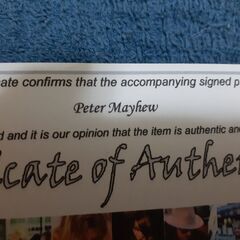 ate confirms that the accompanying signed p
Peter Mayhew
d and it is our opinion that the item is authentic and
icate of Authe